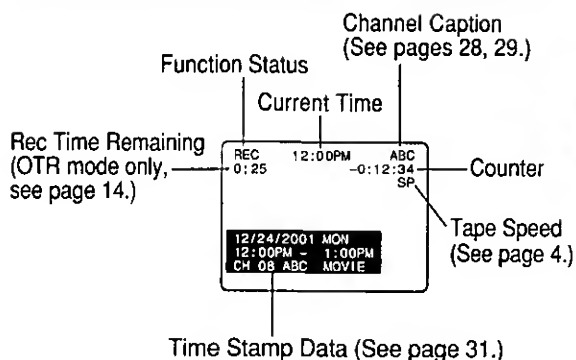 Channel Caption
(See pages 28, 29.)
Function Status
Current Time
Rec Time Remaining
(OTR mode only,
see page 14.)
REC 12:00PM ABC
0:25 -0:12:34
SP
Counter
Tape Speed
(See page 4.)
12/24/2001 MON
12:00PM - 1:00PM
CH 08 ABC MOVIE
Time Stamp Data (See page 31.)